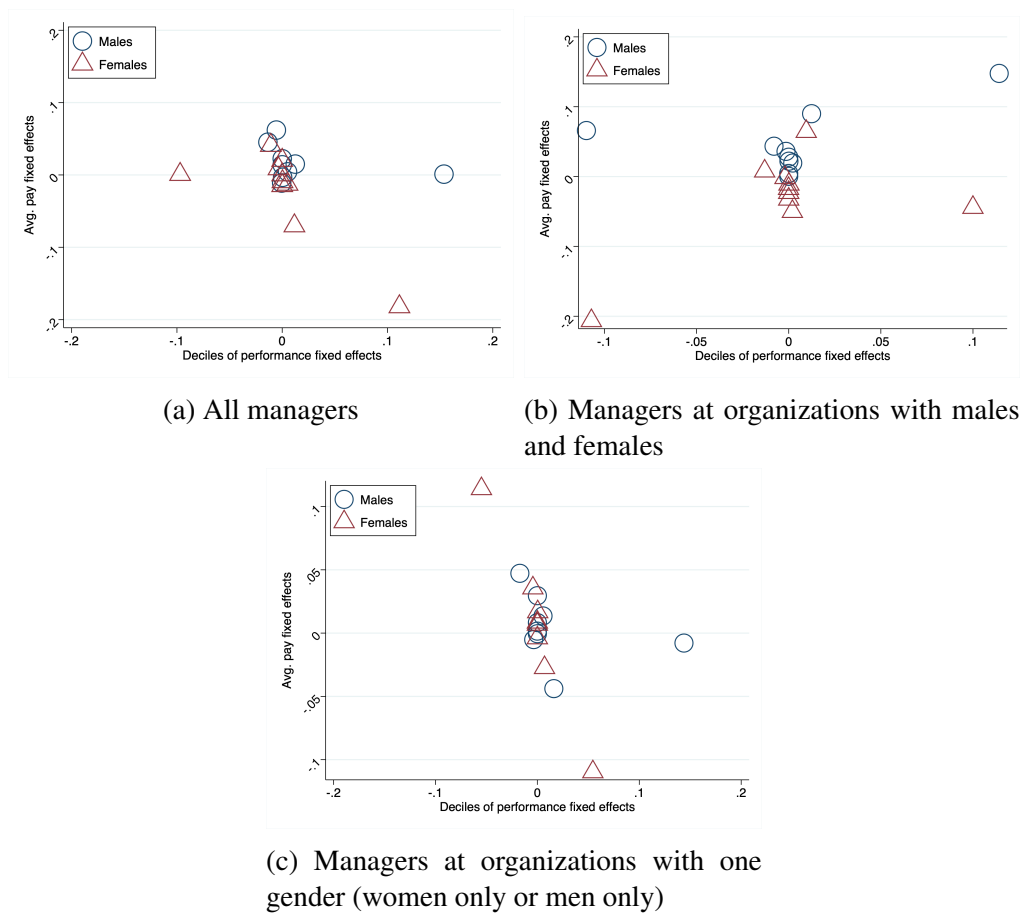 Males
Females
.2
.1
0
-.1
-.2
Avg. pay fixed effects
-.2
-.1
0
.1
.2
Deciles of performance fixed effects
(a) All managers
Males
Females
.2
.1
0
-.1
-.2
Avg. pay fixed effects
-.1
-.05
0
.05
.1
Deciles of performance fixed effects
(b) Managers at organizations with males
and females
Males
Females
.1
.05
0
-.05
-.1
Avg. pay fixed effects
-.2
-.1
0
.1
.2
Deciles of performance fixed effects
(c) Managers at organizations with one
gender (women only or men only)